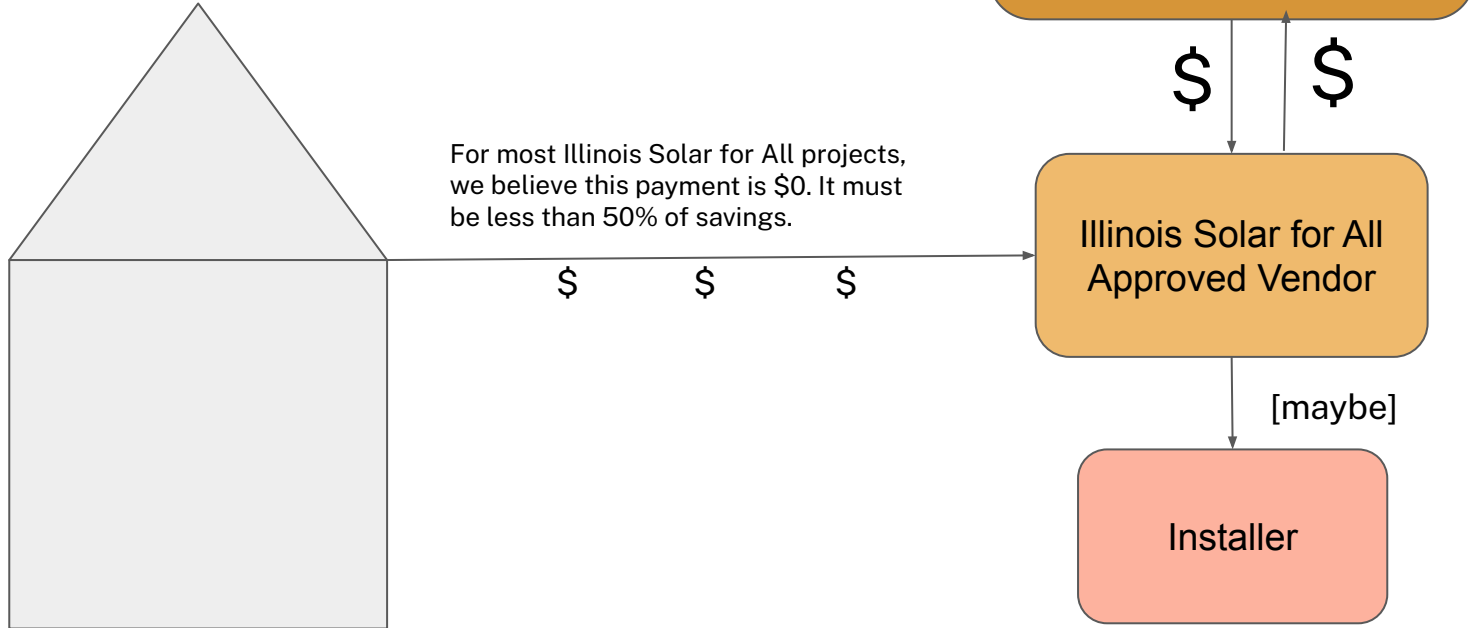 $ $
For most Illinois Solar for All projects,
we believe this payment is $0. It must
be less than 50% of savings.
$ $ $
Illinois Solar for All
Approved Vendor
[maybe]
Installer